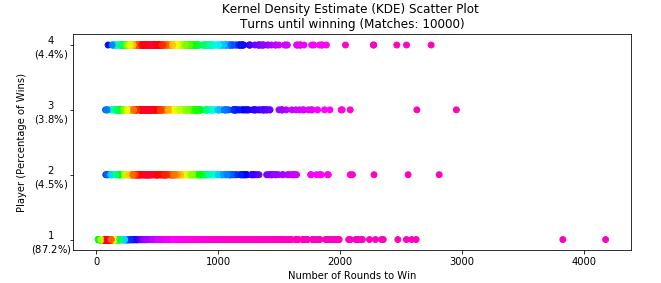 Kernel Density Estimate (KDE) Scatter Plot
Turns until winning (Matches: 10000)
Player (Percentage of Wins)
4
(4.4%)
3
(3.8%)
2
(4.5%)
1
(87.2%)
0 1000 2000 3000 4000
Number of Rounds to Win